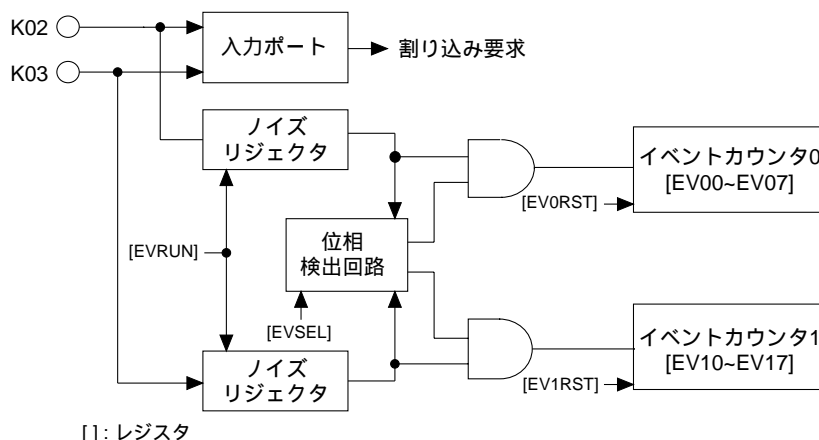 K02
K03
入力ポート
割り込み要求
ノイズ
リジェクタ
イベントカウンタ0
[EV00~EV07]
[EV0RST]
[EVRUN]
位相
検出回路
[EVSEL]
イベントカウンタ1
[EV10~EV17]
[EV1RST]
ノイズ
リジェクタ
[ ] : レジスタ